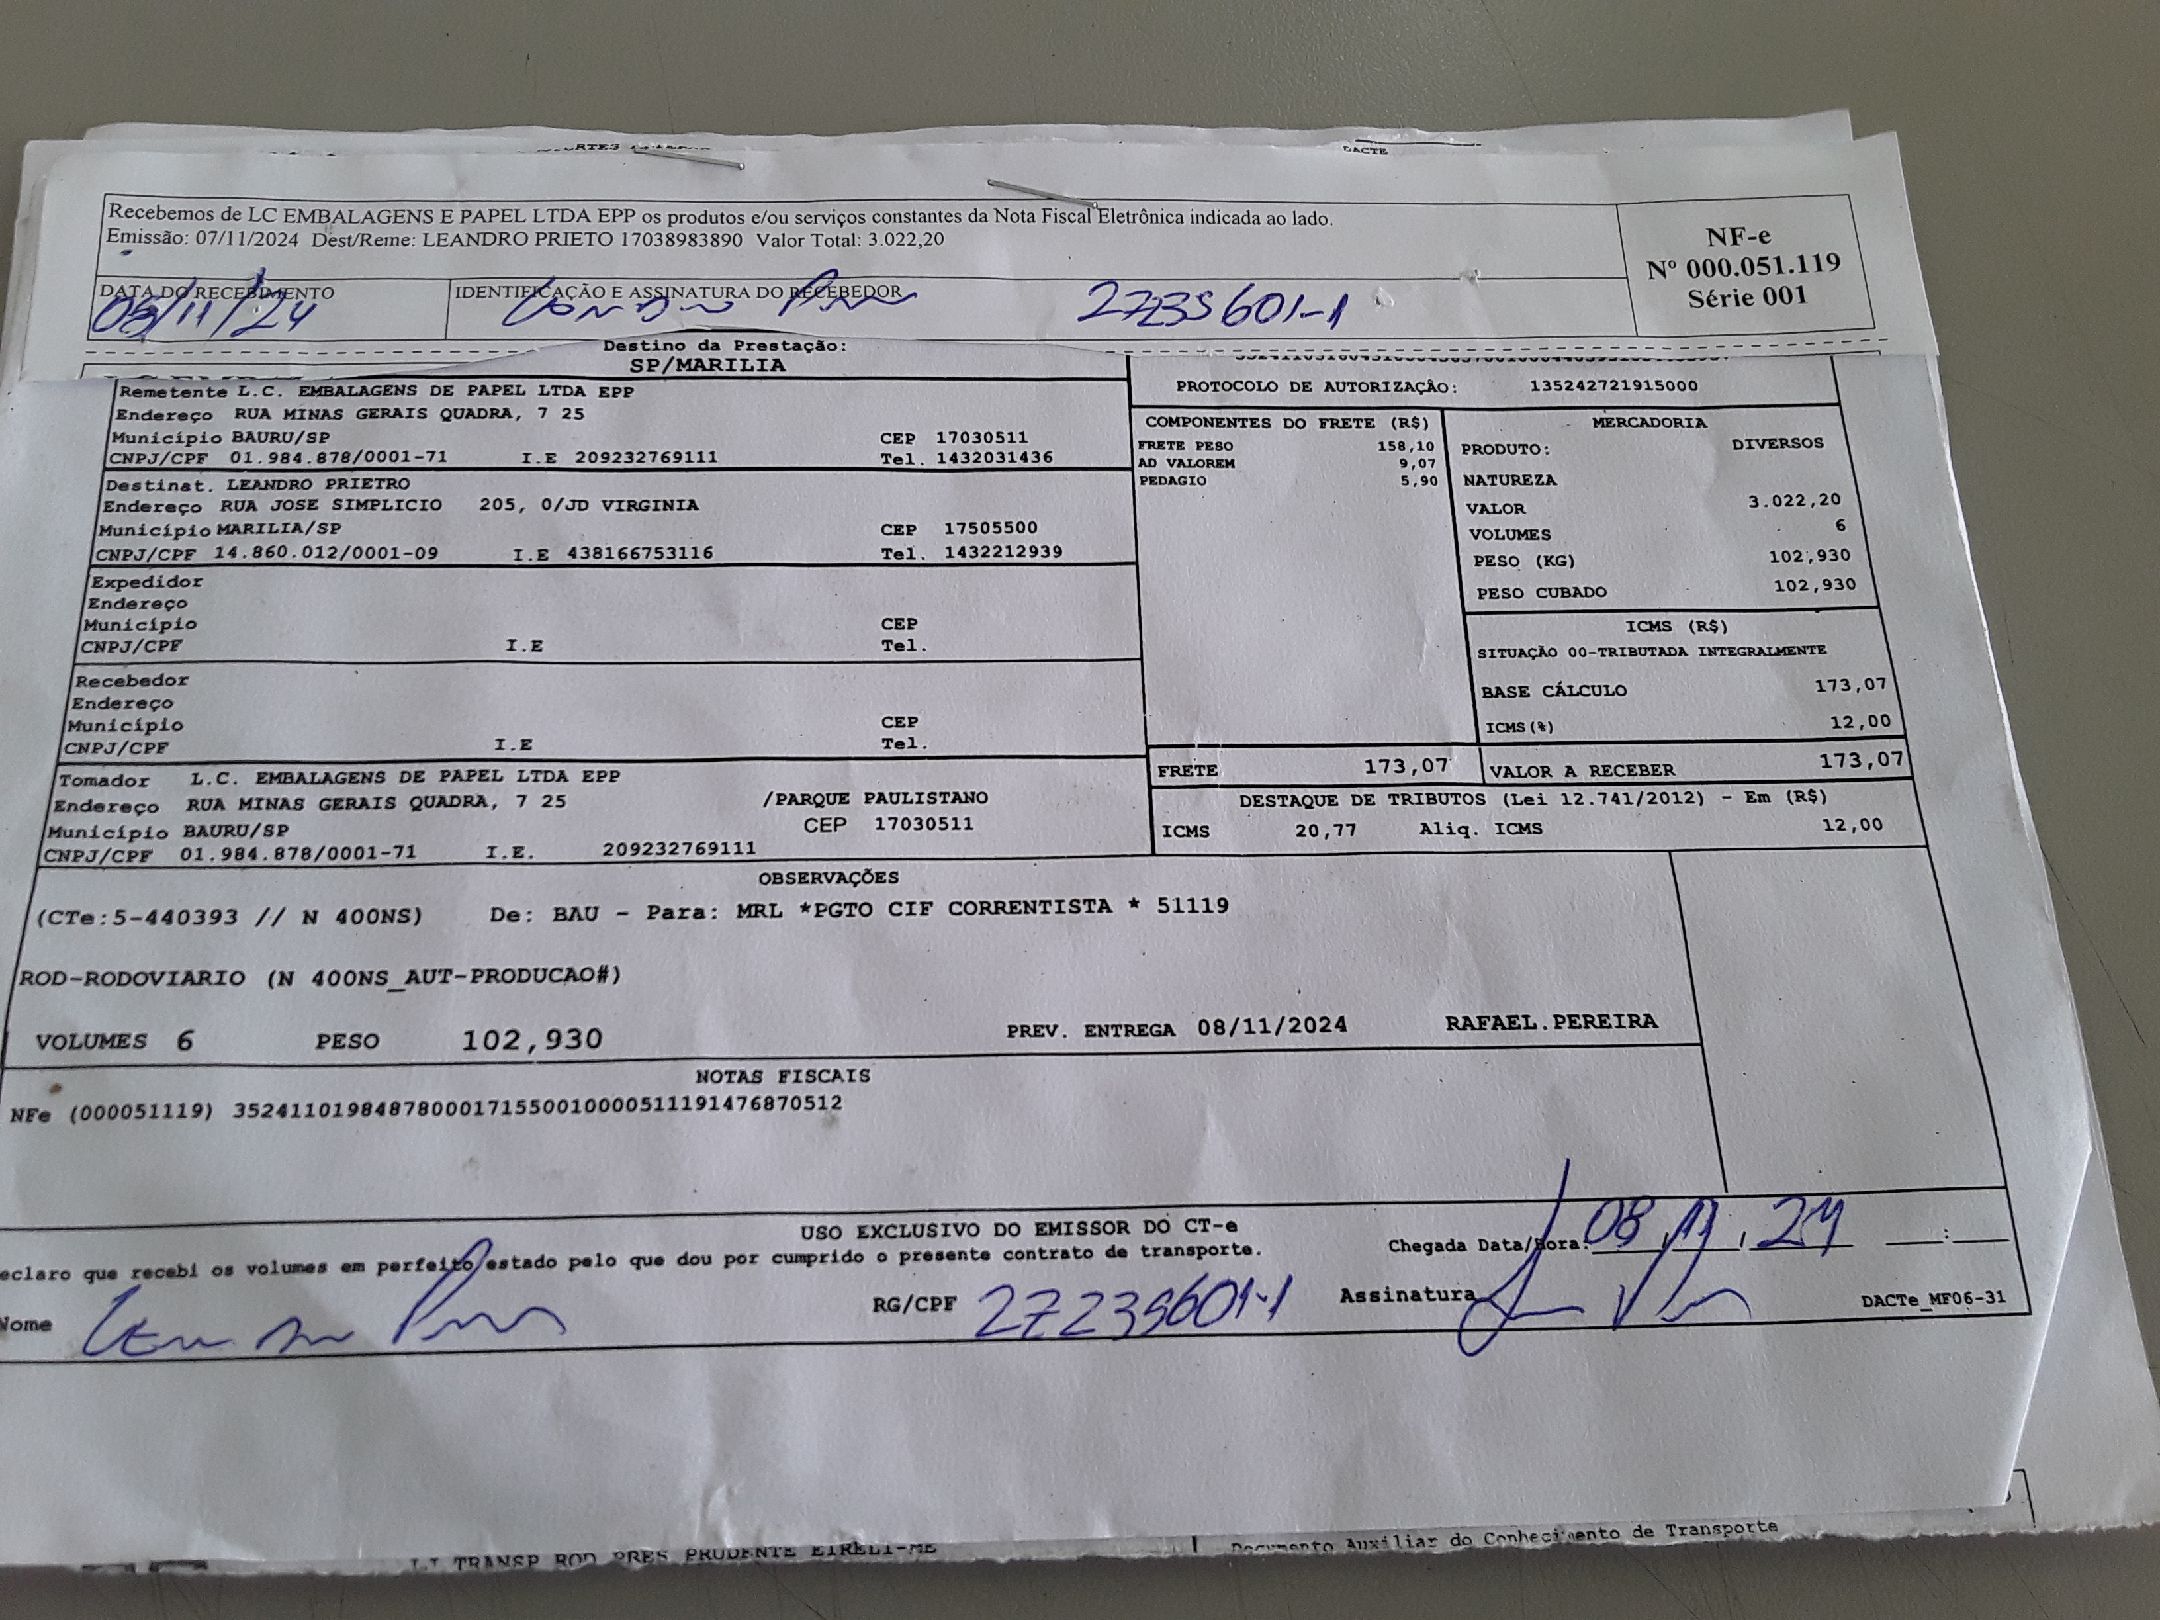 DACTE
Recebemos de LC EMBALAGENS E PAPEL LTDA EPP os produtos e/ou serviços constantes da Nota Fiscal Eletrônica indicada ao lado.
Emissão: 07/11/2024 Dest/Reme: LEANDRO PRIETO 17038983890 Valor Total: 3.022,20
NF-e
Nº 000.051.119
Série 001
DATA DO RECEBIMENTO
08/11/24
IDENTIFICAÇÃO E ASSINATURA DO RECEBEDOR
27235601-1
Destino da Prestação:
SP/MARILIA
Remetente L.C. EMBALAGENS DE PAPEL LTDA EPP
Endereço RUA MINAS GERAIS QUADRA, 7 25
Município BAURU/SP CEP 17030511
CNPJ/CPF 01.984.878/0001-71 I.E 209232769111 Tel. 1432031436
Destinat. LEANDRO PRIETRO
Endereço RUA JOSE SIMPLICIO 205, 0/JD VIRGINIA
Município MARILIA/SP CEP 17505500
CNPJ/CPF 14.860.012/0001-09 I.E 438166753116 Tel. 1432212939
Expedidor
Endereço
Município CEP
CNPJ/CPF I.E Tel.
Recebedor
Endereço
Município CEP
CNPJ/CPF I.E Tel.
Tomador L.C. EMBALAGENS DE PAPEL LTDA EPP
Endereço RUA MINAS GERAIS QUADRA, 7 25 /PARQUE PAULISTANO
Município BAURU/SP CEP 17030511
CNPJ/CPF 01.984.878/0001-71 I.E. 209232769111
PROTOCOLO DE AUTORIZAÇÃO: 135242721915000
COMPONENTES DO FRETE (R$)
FRETE PESO 158,10
AD VALOREM 9,07
PEDAGIO 5,90
MERCADORIA
PRODUTO: DIVERSOS
NATUREZA
VALOR 3.022,20
VOLUMES 6
PESO (KG) 102,930
PESO CUBADO 102,930
ICMS (R$)
SITUAÇÃO 00-TRIBUTADA INTEGRALMENTE
BASE CÁLCULO 173,07
ICMS(%) 12,00
FRETE 173,07 VALOR A RECEBER 173,07
DESTAQUE DE TRIBUTOS (Lei 12.741/2012) - Em (R$)
ICMS 20,77 Aliq. ICMS 12,00
OBSERVAÇÕES
(CTe:5-440393 // N 400NS) De: BAU - Para: MRL *PGTO CIF CORRENTISTA * 51119
ROD-RODOVIARIO (N 400NS_AUT-PRODUCAO#)
VOLUMES 6 PESO 102,930 PREV. ENTREGA 08/11/2024 RAFAEL.PEREIRA
NOTAS FISCAIS
NFe (000051119) 35241101984878000171550010000511191476870512
USO EXCLUSIVO DO EMISSOR DO CT-e
eclaro que recebi os volumes em perfeito estado pelo que dou por cumprido o presente contrato de transporte.
Chegada Data/Hora: 08, 11, 24 :
Nome
RG/CPF 27235601-1
Assinatura
DACTe_MF06-31
LJ TRANSP ROD PRES PRUDENTE EIRELI-ME
Documento Auxiliar do Conhecimento de Transporte